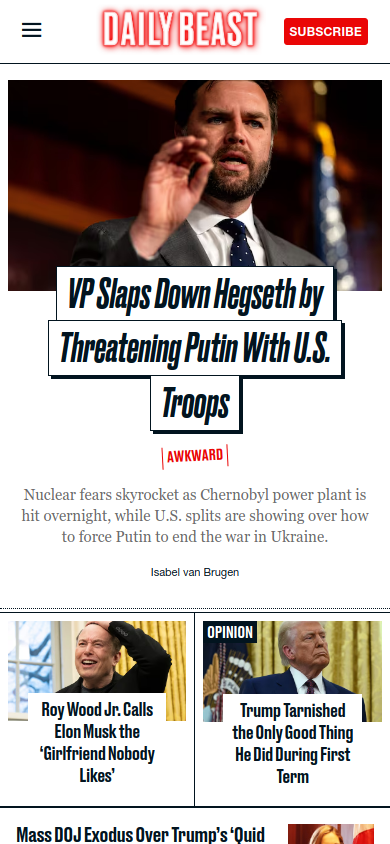 DAILY BEAST
SUBSCRIBE
VP Slaps Down Hegseth by
Threatening Putin With U.S.
Troops
AWKWARD
Nuclear fears skyrocket as Chernobyl power plant is
hit overnight, while U.S. splits are showing over how
to force Putin to end the war in Ukraine.
Isabel van Brugen
Roy Wood Jr. Calls
Elon Musk the
‘Girlfriend Nobody
Likes’
OPINION
Trump Tarnished
the Only Good Thing
He Did During First
Term
Mass DOJ Exodus Over Trump’s ‘Quid